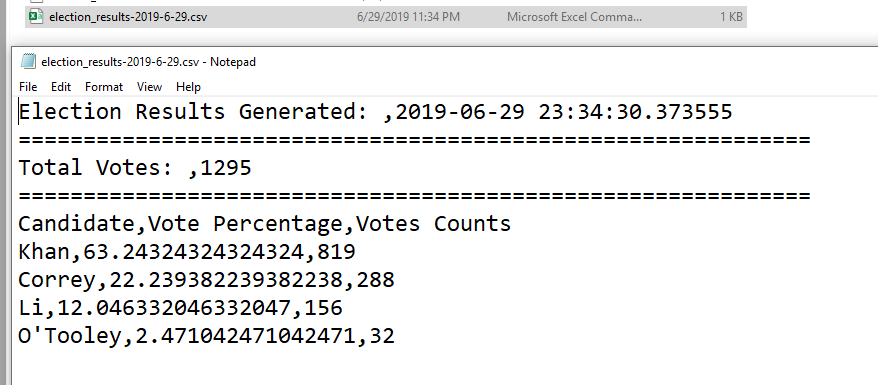 election_results-2019-6-29.csv 6/29/2019 11:34 PM Microsoft Excel Comma... 1 KB
election_results-2019-6-29.csv - Notepad
File Edit Format View Help
Election Results Generated: ,2019-06-29 23:34:30.373555
=============================================================
Total Votes: ,1295
=============================================================
Candidate,Vote Percentage,Votes Counts
Khan,63.24324324324324,819
Correy,22.239382239382238,288
Li,12.046332046332047,156
O'Tooley,2.471042471042471,32